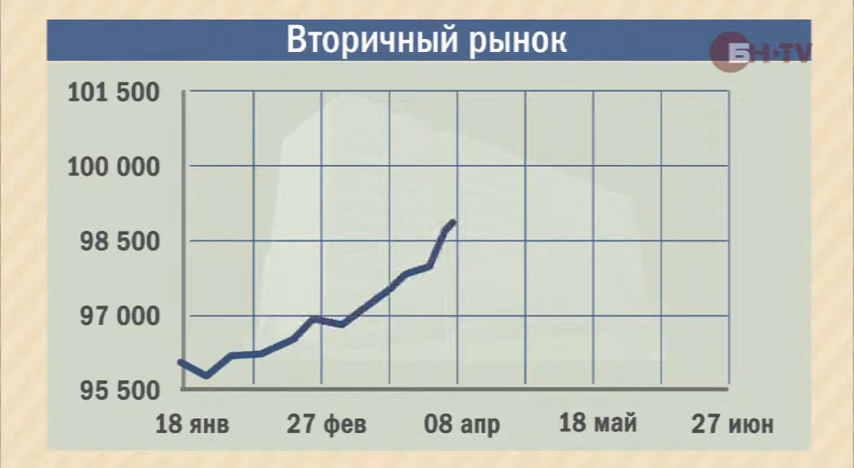 Вторичный рынок
БН·TV
101 500
100 000
98 500
97 000
95 500
18 янв 27 фев 08 апр 18 май 27 июн